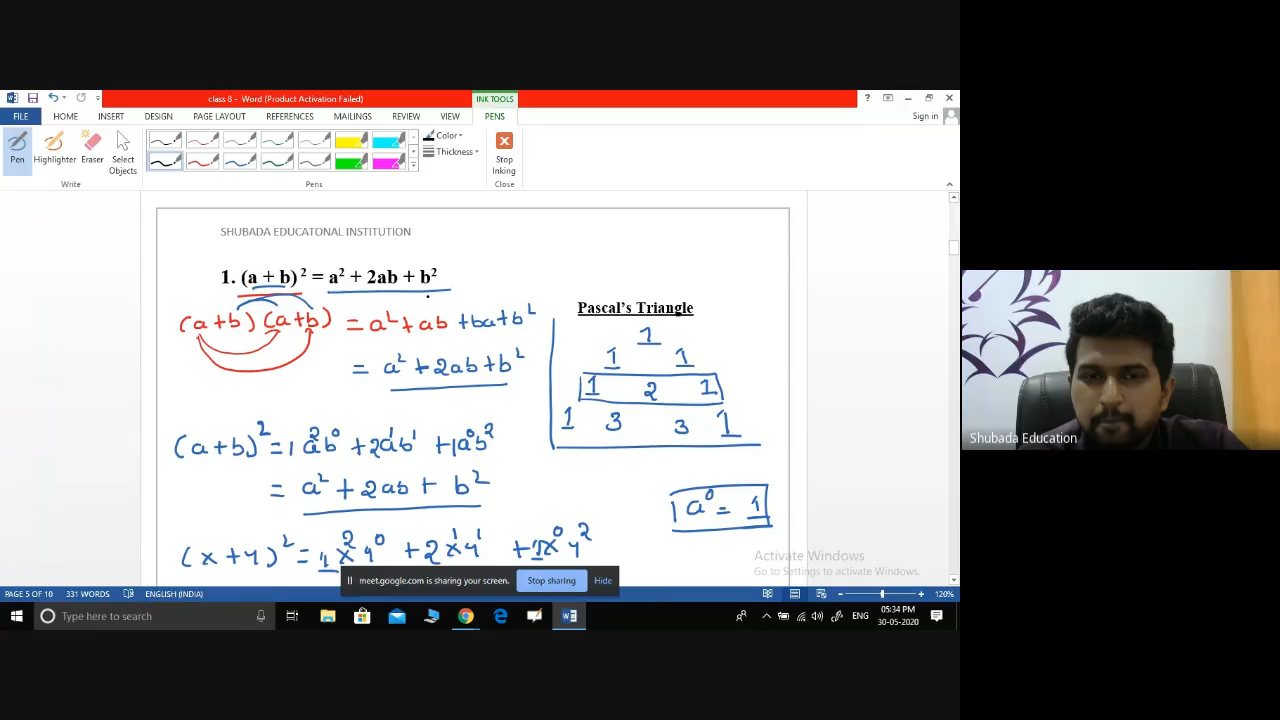 class 8 - Word (Product Activation Failed)
INK TOOLS
FILE HOME INSERT DESIGN PAGE LAYOUT REFERENCES MAILINGS REVIEW VIEW PENS
Sign in
Pen Highlighter Eraser Select Objects
Color
Thickness
Stop Inking
Write
Pens
Close
SHUBADA EDUCATONAL INSTITUTION
1. (a + b)² = a² + 2ab + b²
(a+b)(a+b) = a² + ab + ba + b²
= a² + 2ab + b²
(a+b)² = 1a²b⁰ + 2a¹b¹ + 1a⁰b²
= a² + 2ab + b²
(x+y)² = 1x²y⁰ + 2x¹y¹ + 1x⁰y²
Pascal's Triangle
1
1 1
1 2 1
1 3 3 1
a⁰ = 1
Activate Windows
Go to Settings to activate Windows.
meet.google.com is sharing your screen. Stop sharing Hide
PAGE 5 OF 10 331 WORDS ENGLISH (INDIA) 120%
Type here to search
ENG
05:34 PM
30-05-2020
Shubada Education